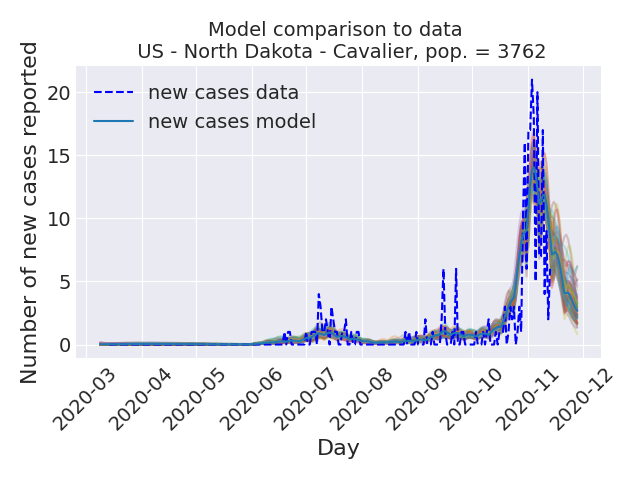 Model comparison to data
US - North Dakota - Cavalier, pop. = 3762
Number of new cases reported
20
15
10
5
0
new cases data
new cases model
2020-03
2020-04
2020-05
2020-06
2020-07
2020-08
2020-09
2020-10
2020-11
2020-12
Day